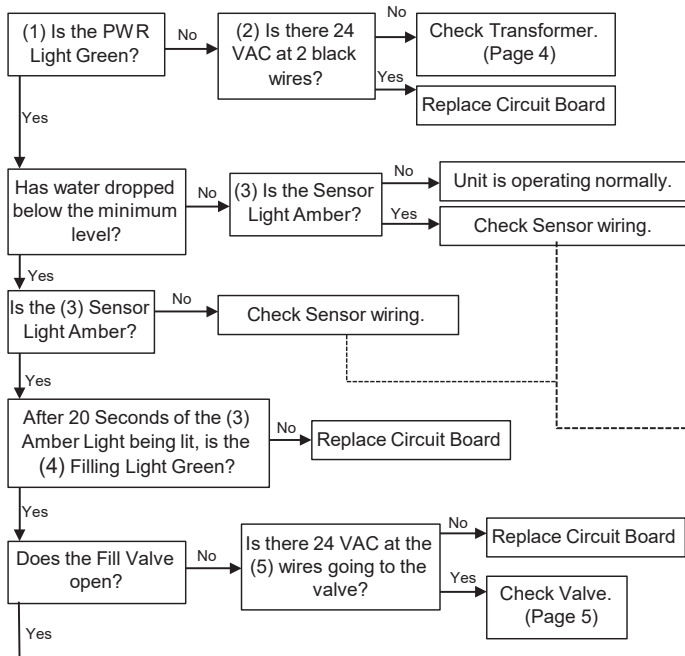 (1) Is the PWR
Light Green?
No
(2) Is there 24
VAC at 2 black
wires?
No
Check Transformer.
(Page 4)
Yes
Replace Circuit Board
Yes
Has water dropped
below the minimum
level?
No
(3) Is the Sensor
Light Amber?
No
Unit is operating normally.
Yes
Check Sensor wiring.
Yes
Is the (3) Sensor
Light Amber?
No
Check Sensor wiring.
Yes
After 20 Seconds of the (3)
Amber Light being lit, is the
(4) Filling Light Green?
No
Replace Circuit Board
Yes
Does the Fill Valve
open?
No
Is there 24 VAC at the
(5) wires going to the
valve?
No
Replace Circuit Board
Yes
Check Valve.
(Page 5)
Yes